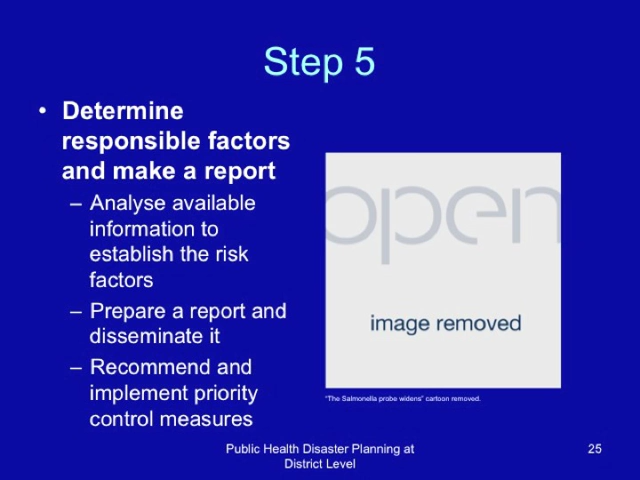 Step 5
• Determine
responsible factors
and make a report
– Analyse available
information to
establish the risk
factors
– Prepare a report and
disseminate it
– Recommend and
implement priority
control measures
open
image removed
"The Salmonella probe widens" cartoon removed.
Public Health Disaster Planning at
District Level
25